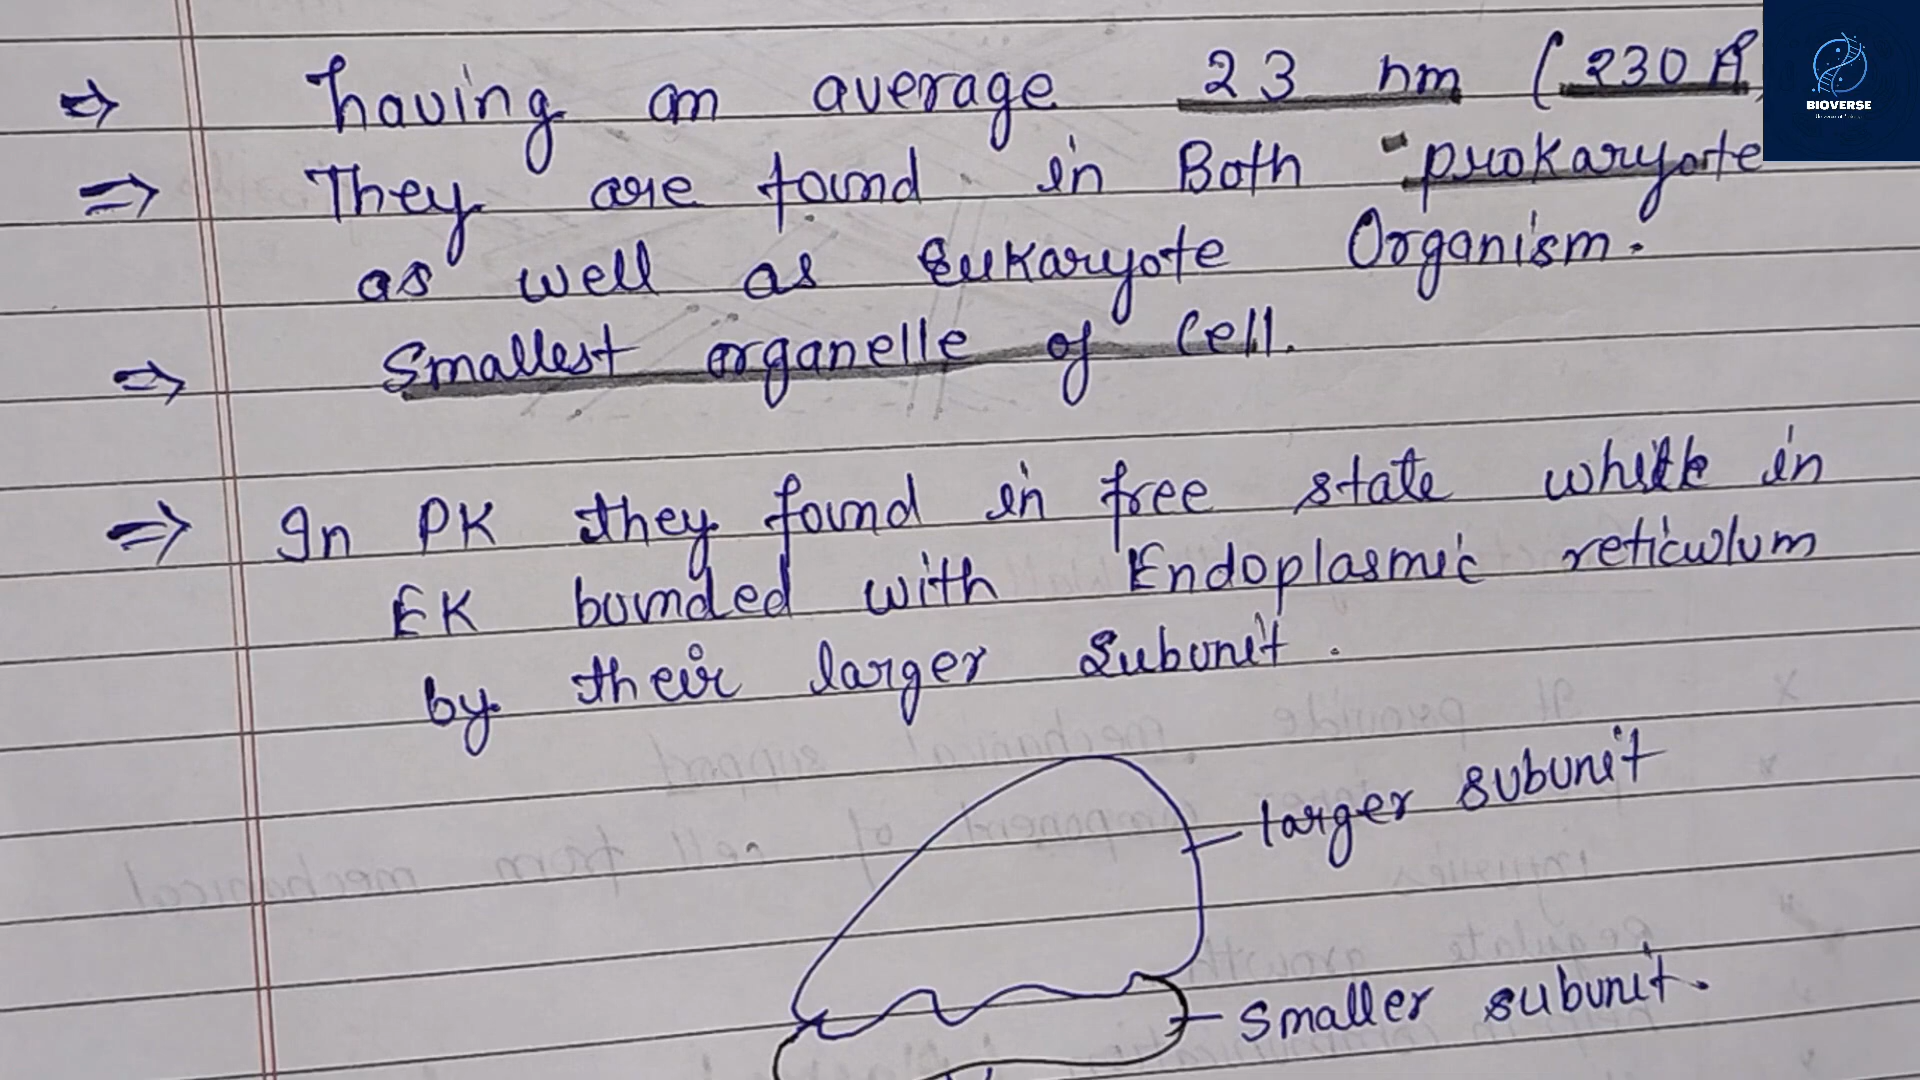 ⇒ having an average 23 nm (230 Å
⇒ They are found in Both prokaryote
as well as Eukaryote Organism.
⇒ Smallest organelle of Cell.
⇒ In PK they found in free state while in
EK bounded with Endoplasmic reticulum
by their larger Subunit.
larger subunit
smaller subunit.
BIOVERSE